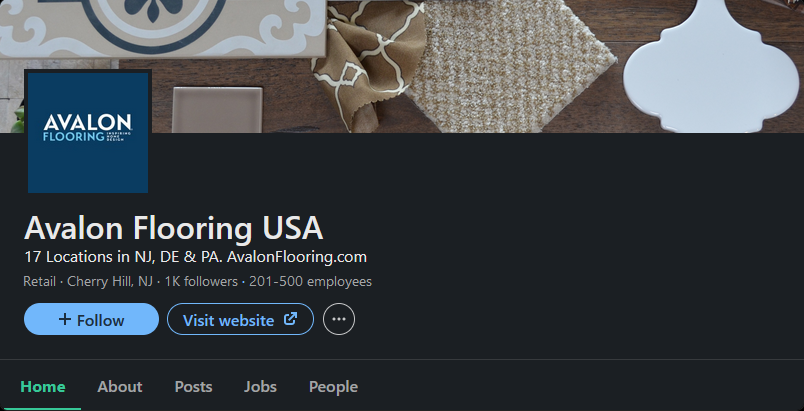 AVALON
FLOORING INSPIRING HOME DESIGN
Avalon Flooring USA
17 Locations in NJ, DE & PA. AvalonFlooring.com
Retail · Cherry Hill, NJ · 1K followers · 201-500 employees
+ Follow
Visit website
Home About Posts Jobs People